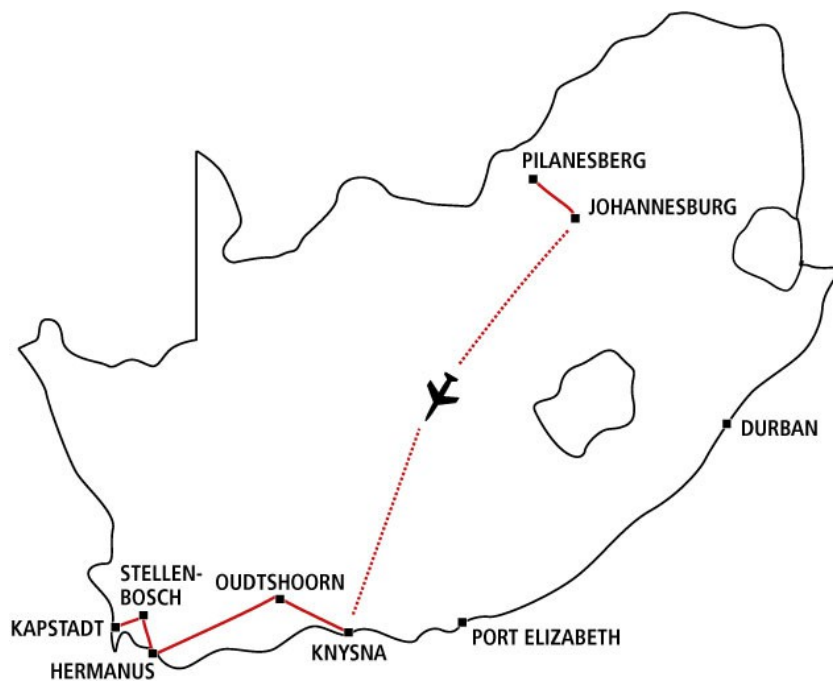 PILANESBERG
JOHANNESBURG
DURBAN
STELLEN-
BOSCH
OUDTSHOORN
KAPSTADT
HERMANUS
KNYSNA
PORT ELIZABETH